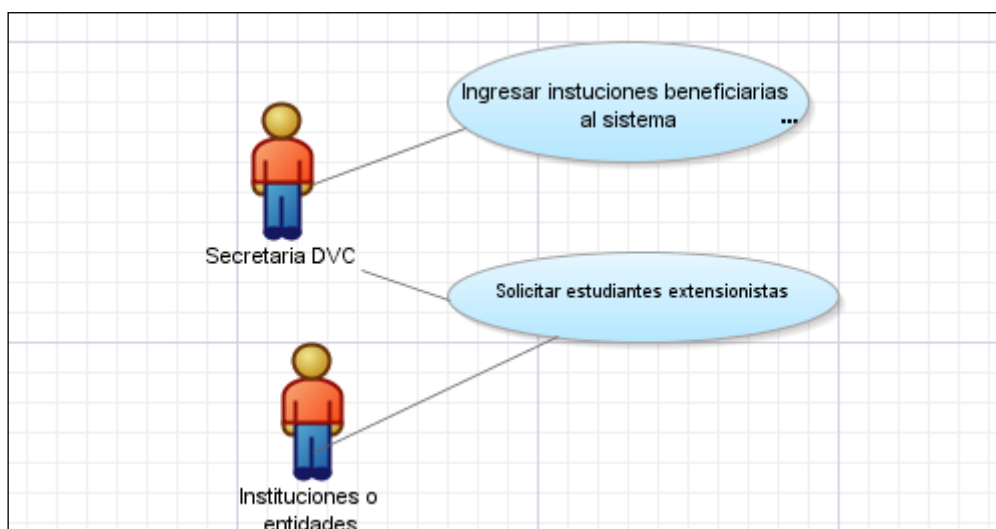 Ingresar instuciones beneficiarias
al sistema
...
Secretaria DVC
Solicitar estudiantes extensionistas
Instituciones o
entidades